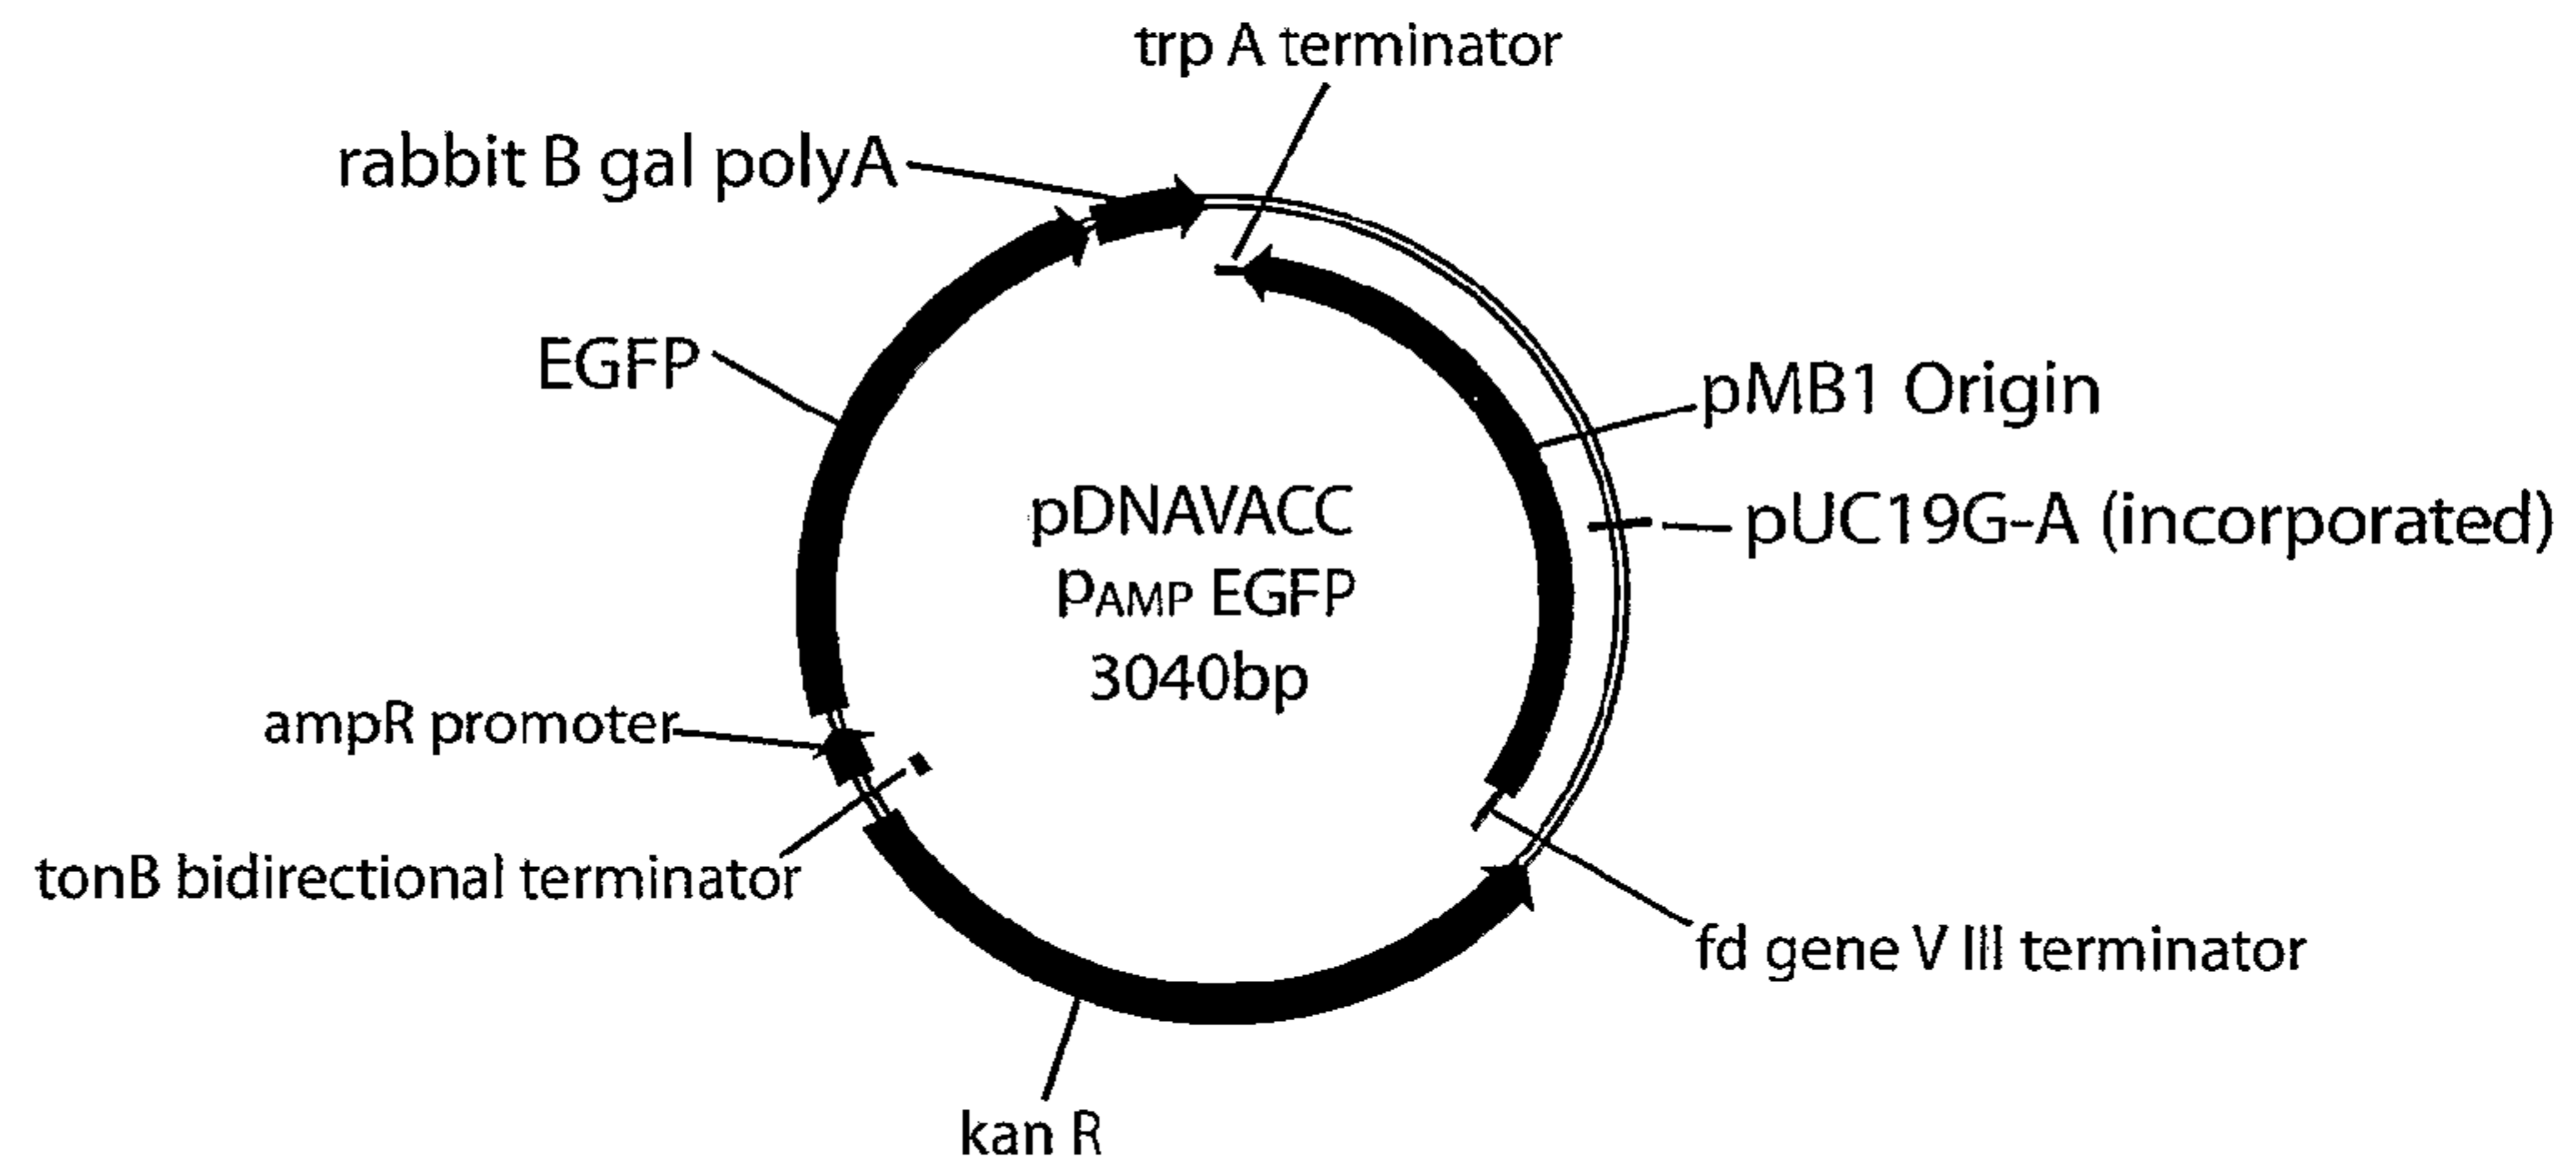 trp A terminator
rabbit B gal polyA
EGFP
pMB1 Origin
pUC19G-A (incorporated)
pDNAVACC
pAMP EGFP
3040bp
ampR promoter
tonB bidirectional terminator
fd gene V III terminator
kan R